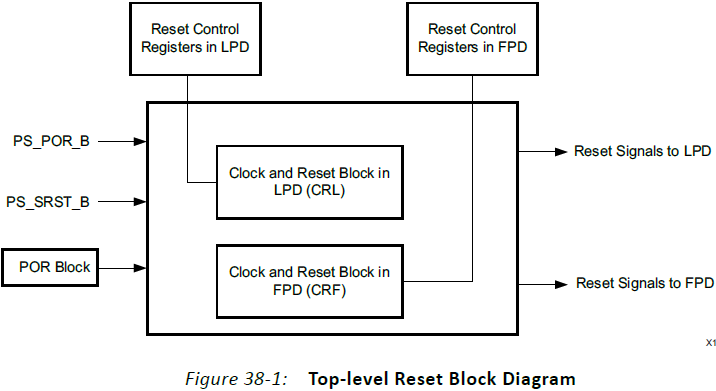 Reset Control
Registers in LPD
Reset Control
Registers in FPD
PS_POR_B
Clock and Reset Block in
LPD (CRL)
Reset Signals to LPD
PS_SRST_B
POR Block
Clock and Reset Block in
FPD (CRF)
Reset Signals to FPD
X1
Figure 38-1: Top-level Reset Block Diagram